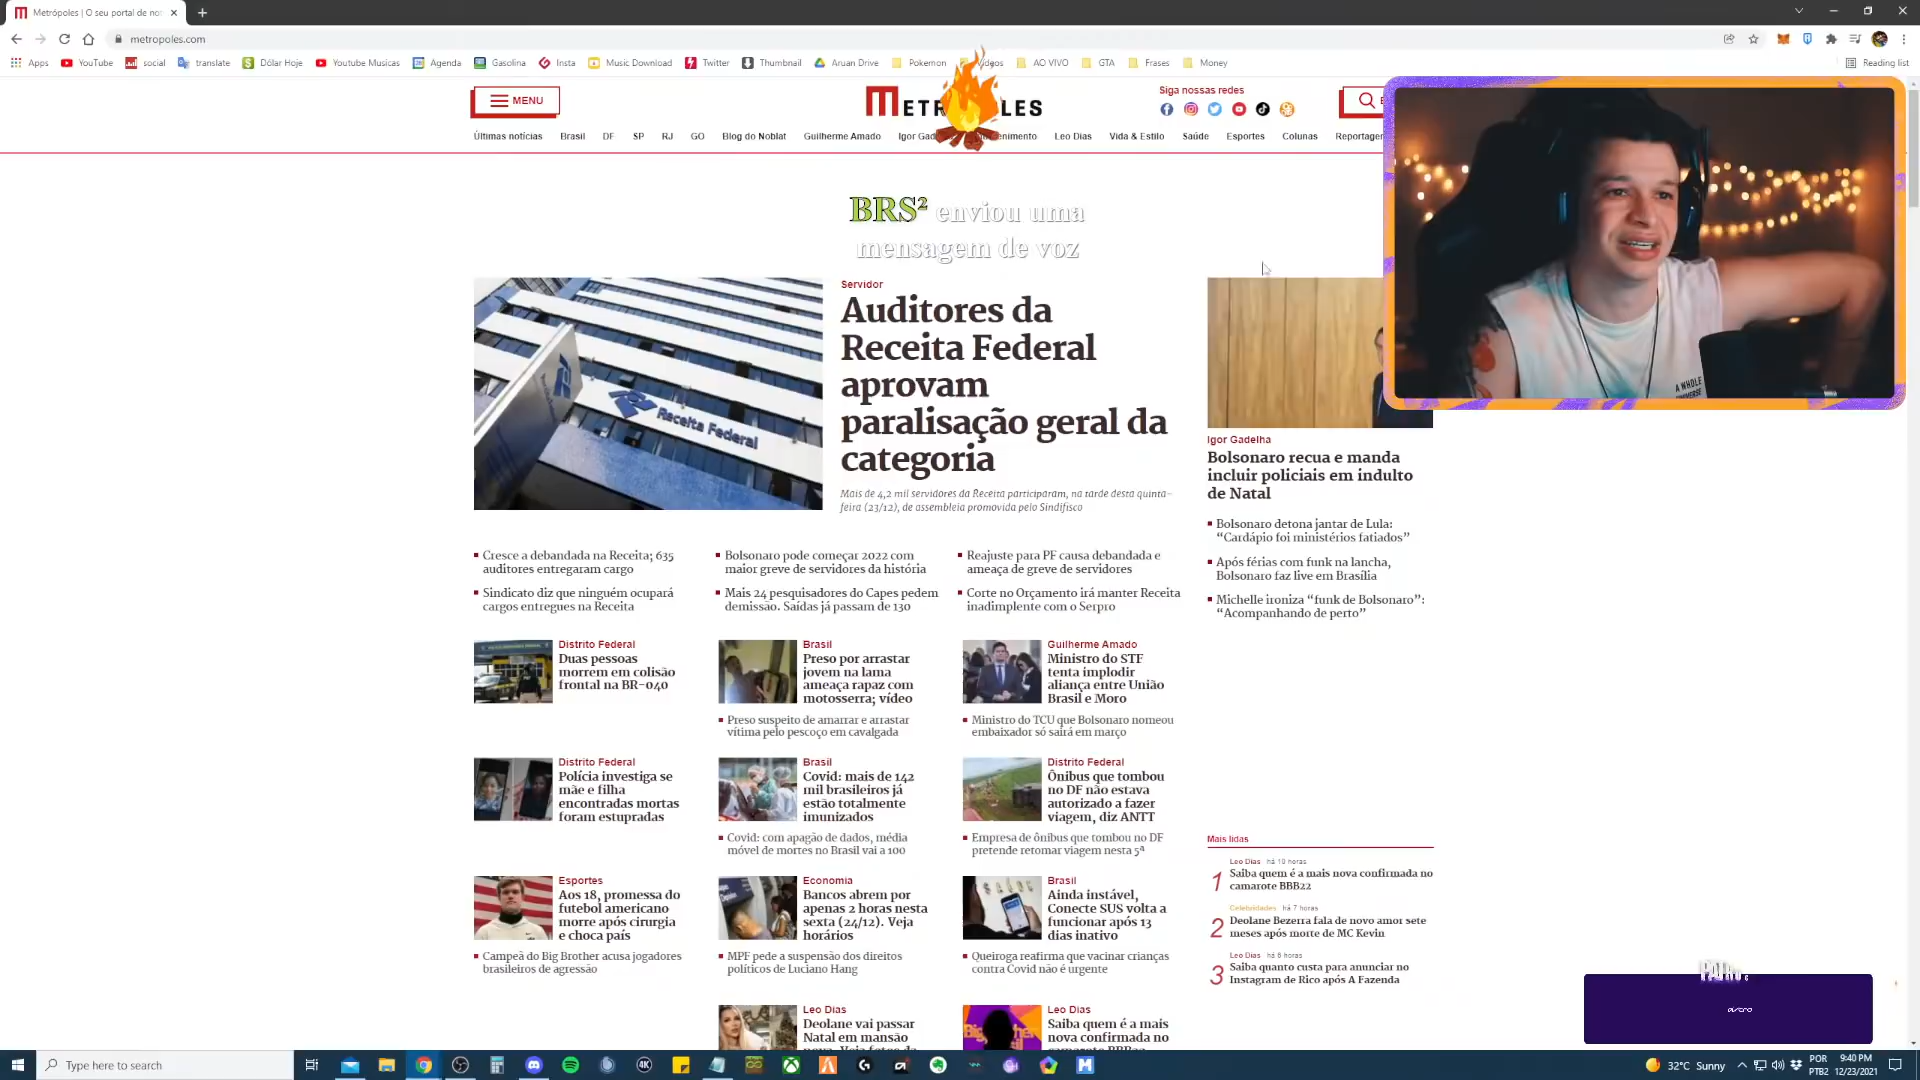 Metrópoles | O seu portal de no
metropoles.com
Apps
YouTube
social
translate
Dólar Hoje
Youtube Musicas
Agenda
Gasolina
Insta
Music Download
Twitter
Thumbnail
Aruan Drive
Pokemon
AO VIVO
GTA
Frases
Money
Reading list
MENU
Siga nossas redes
Últimas notícias
Brasil
DF
SP
RJ
GO
Blog do Noblat
Guilherme Amado
Leo Dias
Vida & Estilo
Saúde
Esportes
Colunas
BRS² enviou uma
mensagem de voz
Receita Federal
Servidor
Auditores da
Receita Federal
aprovam
paralisação geral da
categoria
Mais de 4,2 mil servidores da Receita participaram, na tarde desta quinta-
feira (23/12), de assembleia promovida pelo Sindifisco
A WHOLE
Igor Gadelha
Bolsonaro recua e manda
incluir policiais em indulto
de Natal
Bolsonaro detona jantar de Lula:
“Cardápio foi ministérios fatiados”
Após férias com funk na lancha,
Bolsonaro faz live em Brasília
Michelle ironiza “funk de Bolsonaro”:
“Acompanhando de perto”
Cresce a debandada na Receita; 635
auditores entregaram cargo
Sindicato diz que ninguém ocupará
cargos entregues na Receita
Bolsonaro pode começar 2022 com
maior greve de servidores da história
Mais 24 pesquisadores do Capes pedem
demissão. Saídas já passam de 130
Reajuste para PF causa debandada e
ameaça de greve de servidores
Corte no Orçamento irá manter Receita
inadimplente com o Serpro
Distrito Federal
Duas pessoas
morrem em colisão
frontal na BR-040
Brasil
Preso por arrastar
jovem na lama
ameaça rapaz com
motosserra; vídeo
Preso suspeito de amarrar e arrastar
vítima pelo pescoço em cavalgada
Guilherme Amado
Ministro do STF
tenta implodir
aliança entre União
Brasil e Moro
Ministro do TCU que Bolsonaro nomeou
embaixador só sairá em março
Distrito Federal
Polícia investiga se
mãe e filha
encontradas mortas
foram estupradas
Brasil
Covid: mais de 142
mil brasileiros já
estão totalmente
imunizados
Covid: com apagão de dados, média
móvel de mortes no Brasil vai a 100
Distrito Federal
Ônibus que tombou
no DF não estava
autorizado a fazer
viagem, diz ANTT
Empresa de ônibus que tombou no DF
pretende retomar viagem nesta 5ª
Esportes
Aos 18, promessa do
futebol americano
morre após cirurgia
e choca país
Campeã do Big Brother acusa jogadores
brasileiros de agressão
Economia
Bancos abrem por
apenas 2 horas nesta
sexta (24/12). Veja
horários
MPF pede a suspensão dos direitos
políticos de Luciano Hang
Brasil
Ainda instável,
Conecte SUS volta a
funcionar após 13
dias inativo
Queiroga reafirma que vacinar crianças
contra Covid não é urgente
Leo Dias
Deolane vai passar
Natal em mansão
Leo Dias
Saiba quem é a mais
nova confirmada no
Mais lidas
1
Leo Dias há 10 horas
Saiba quem é a mais nova confirmada no
camarote BBB22
2
Celebridades há 7 horas
Deolane Bezerra fala de novo amor sete
meses após morte de MC Kevin
3
Leo Dias há 8 horas
Saiba quanto custa para anunciar no
Instagram de Rico após A Fazenda
Type here to search
4K
32°C Sunny
POR
PTB2
9:40 PM
12/23/2021